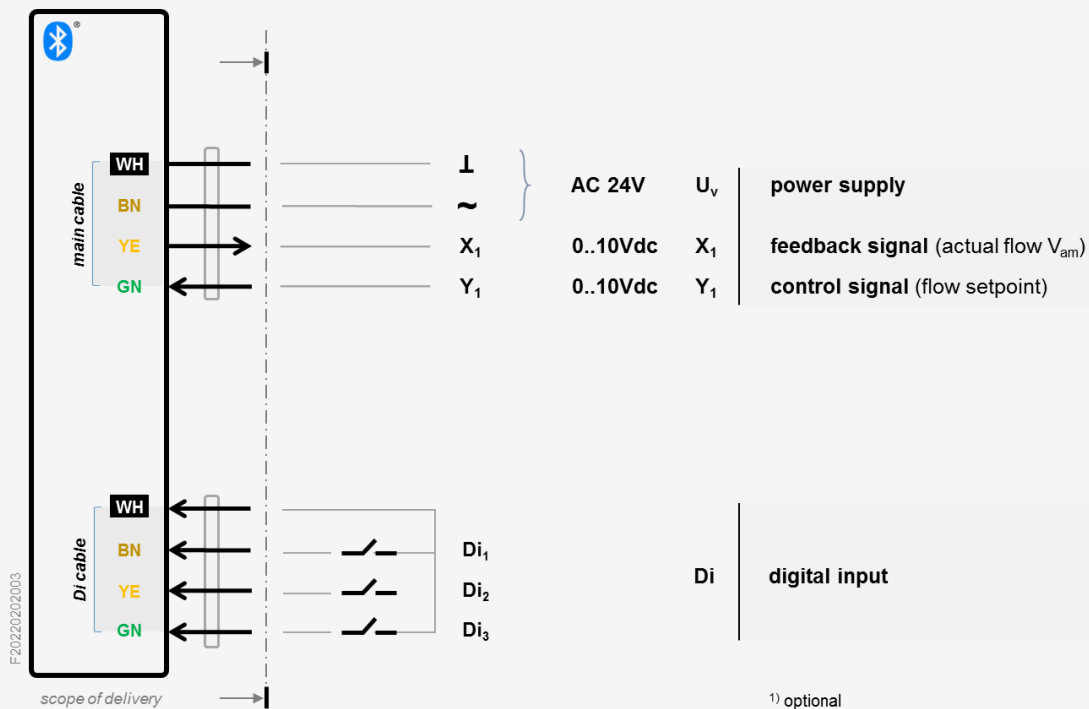 ®
WH ⊥
AC 24V Uv power supply
BN ~
YE X1 0..10Vdc X1 feedback signal (actual flow Vam)
GN Y1 0..10Vdc Y1 control signal (flow setpoint)
main cable
WH
BN Di1
YE Di2
GN Di3
Di digital input
Di cable
F20220202003
scope of delivery
1) optional